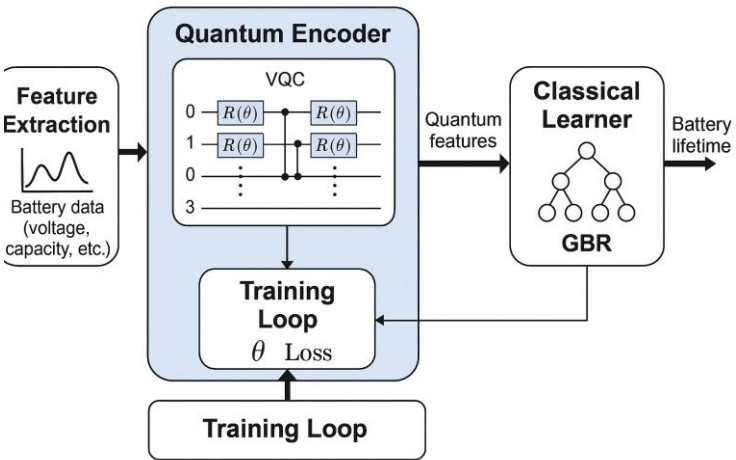 Quantum Encoder
VQC
0 R(θ) R(θ)
1 R(θ) R(θ)
0
3
Feature
Extraction
Battery data
(voltage,
capacity, etc.)
Quantum
features
Classical
Learner
GBR
Battery
lifetime
Training
Loop
θ Loss
Training Loop